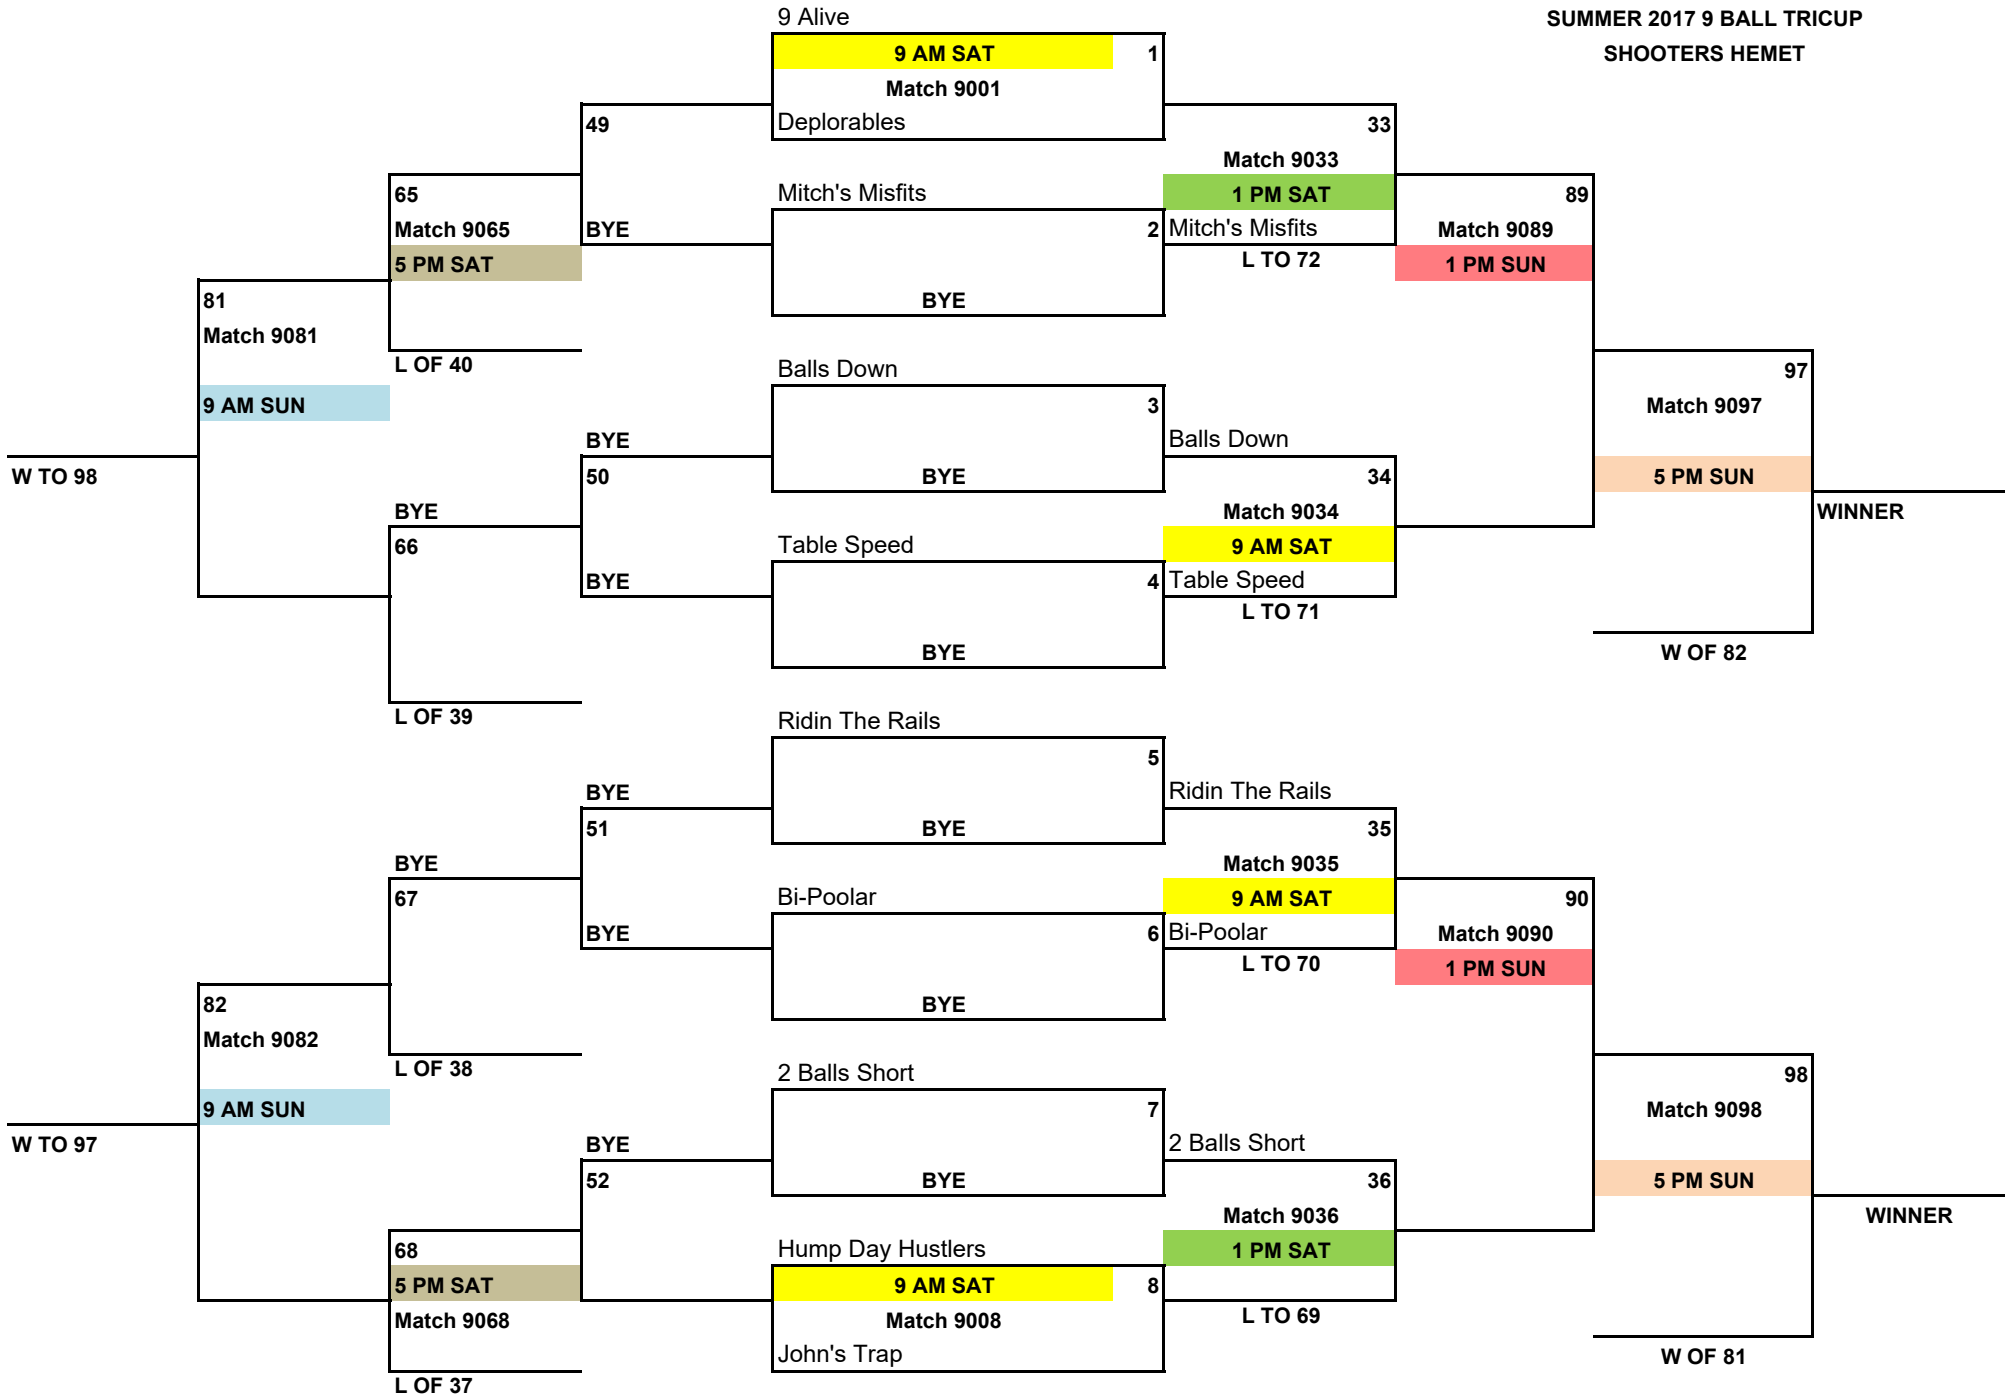 9 Alive
SUMMER 2017 9 BALL TRICUP
9 AM SAT 1
SHOOTERS HEMET
Match 9001
49
Deplorables
33
Match 9033
65
Mitch's Misfits
1 PM SAT
89
Match 9065
BYE
2
Mitch's Misfits
Match 9089
5 PM SAT
L TO 72
1 PM SUN
81
BYE
Match 9081
L OF 40
Balls Down
97
9 AM SUN
3
Match 9097
BYE
Balls Down
W TO 98
50
BYE
34
5 PM SUN
BYE
Match 9034
WINNER
66
Table Speed
9 AM SAT
BYE
4
Table Speed
L TO 71
BYE
W OF 82
L OF 39
Ridin The Rails
5
BYE
Ridin The Rails
51
BYE
35
BYE
Match 9035
67
Bi-Poolar
9 AM SAT
90
BYE
6
Bi-Poolar
Match 9090
L TO 70
1 PM SUN
82
BYE
Match 9082
L OF 38
2 Balls Short
98
9 AM SUN
7
Match 9098
W TO 97
BYE
2 Balls Short
52
BYE
36
5 PM SUN
Match 9036
WINNER
68
Hump Day Hustlers
1 PM SAT
5 PM SAT
9 AM SAT 8
Match 9068
Match 9008
L TO 69
John's Trap
W OF 81
L OF 37